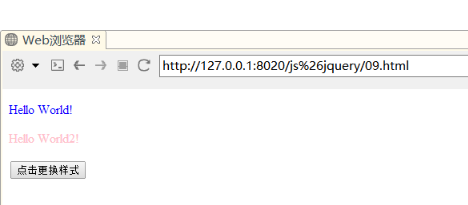 Web浏览器
http://127.0.0.1:8020/js%26jquery/09.html
Hello World!
Hello World2!
点击更换样式